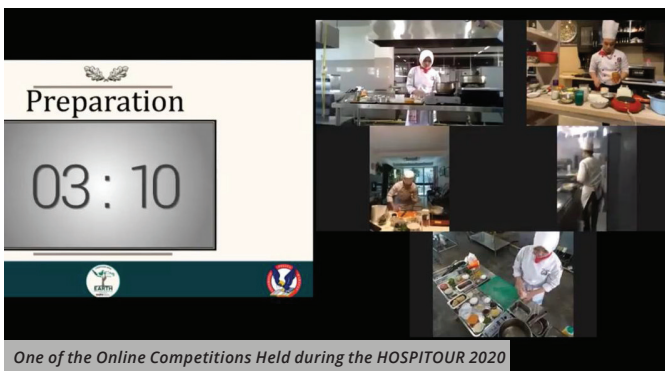 Preparation
03 : 10
EARTH
One of the Online Competitions Held during the HOSPITOUR 2020